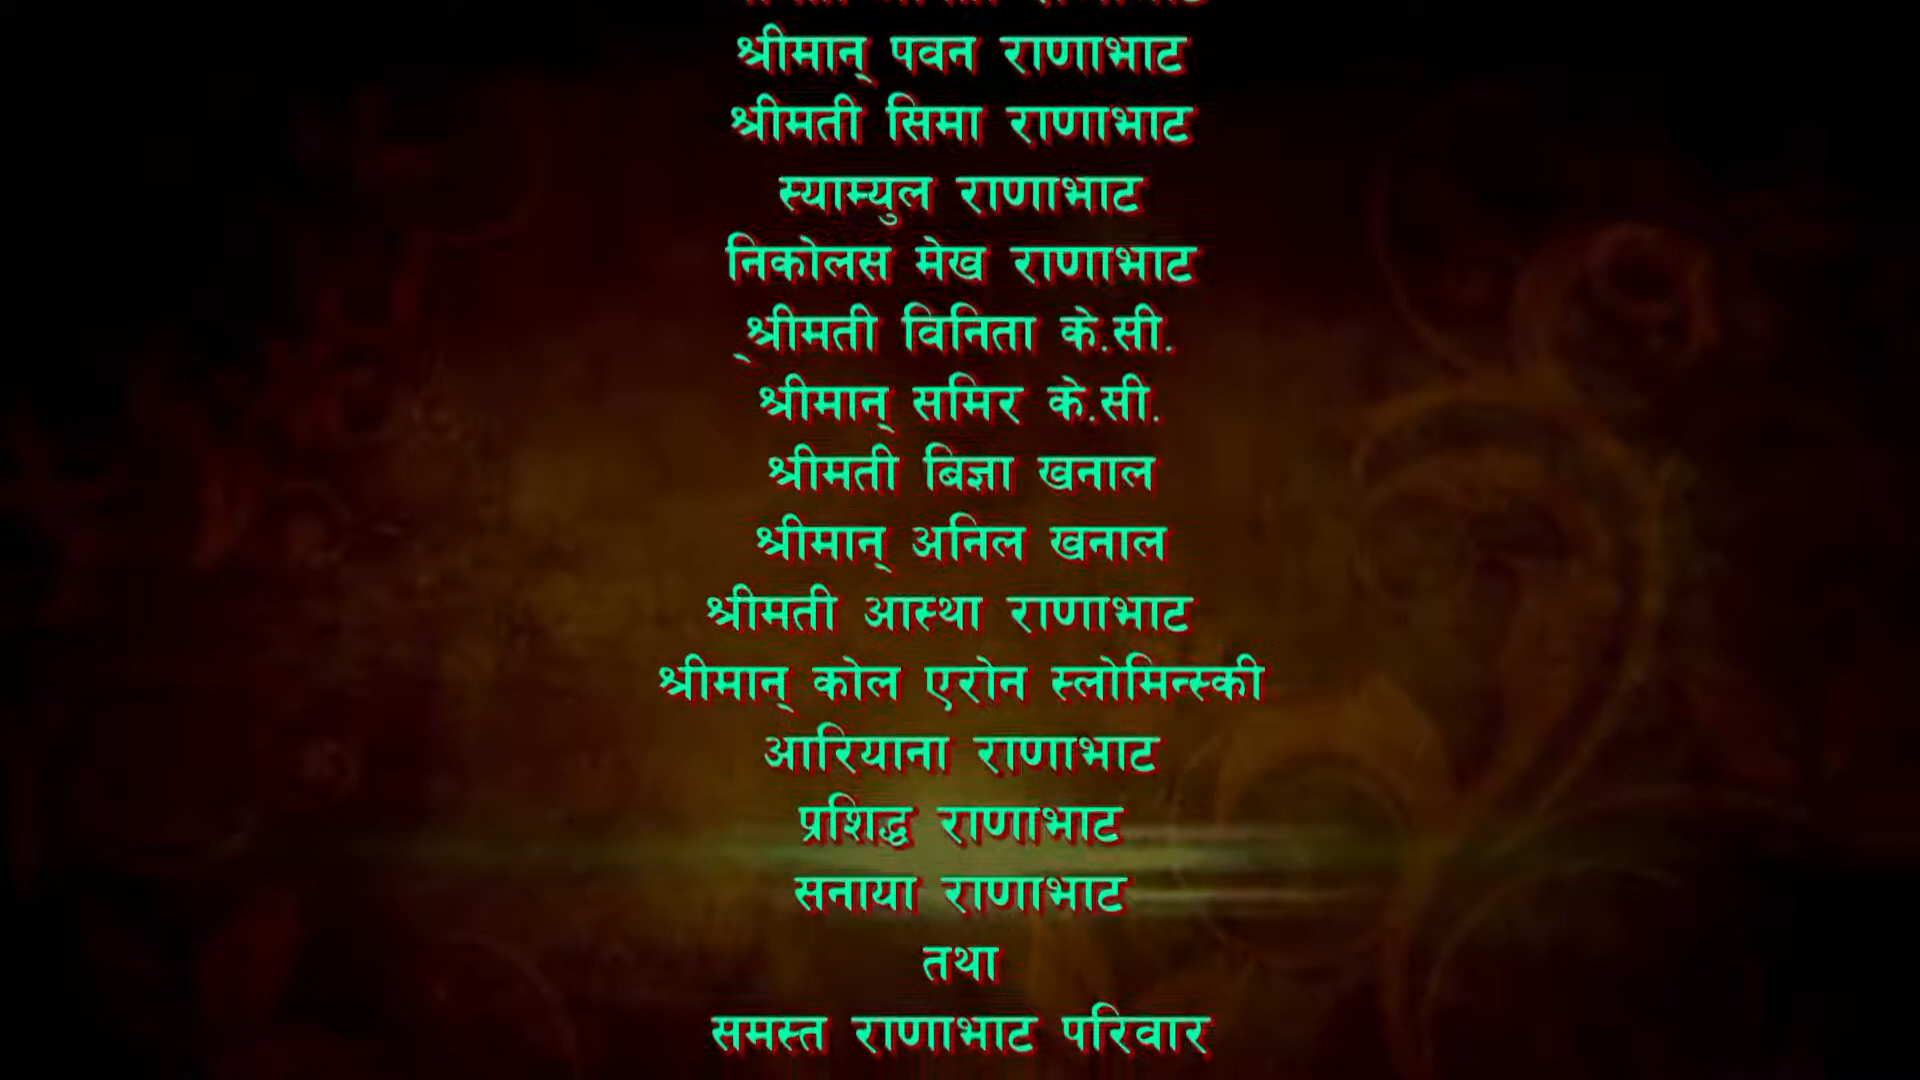 श्रीमान् पवन राणाभाट
श्रीमती सिमा राणाभाट
स्याम्युल राणाभाट
निकोलस मेख राणाभाट
श्रीमती विनिता के.सी.
श्रीमान् समिर के.सी.
श्रीमती बिज्ञा खनाल
श्रीमान् अनिल खनाल
श्रीमती आस्था राणाभाट
श्रीमान् कोल एरोन स्लोमिन्स्की
आरियाना राणाभाट
प्रशिद्ध राणाभाट
सनाया राणाभाट
तथा
समस्त राणाभाट परिवार